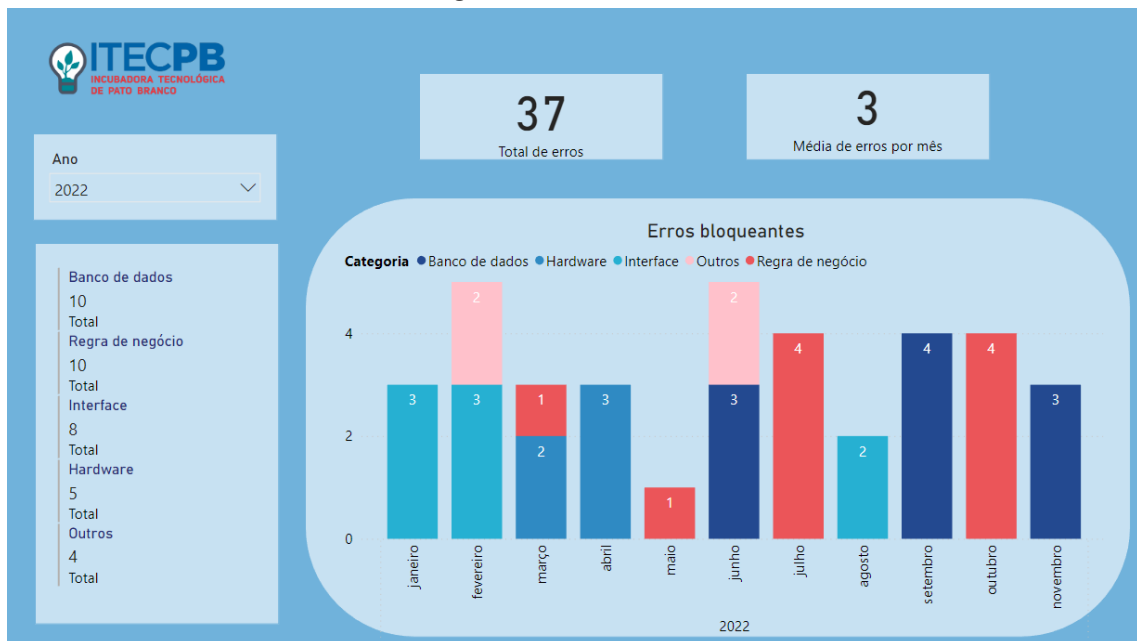 ITECPB
INCUBADORA TECNOLÓGICA
DE PATO BRANCO
37
Total de erros
3
Média de erros por mês
Ano
2022
Banco de dados
10
Total
Regra de negócio
10
Total
Interface
8
Total
Hardware
5
Total
Outros
4
Total
Erros bloqueantes
Categoria Banco de dados Hardware Interface Outros Regra de negócio
2 2
4 4 4 4
3 3 1 3 3 3
2 2 2
1
0
janeiro fevereiro março abril maio junho julho agosto setembro outubro novembro
2022